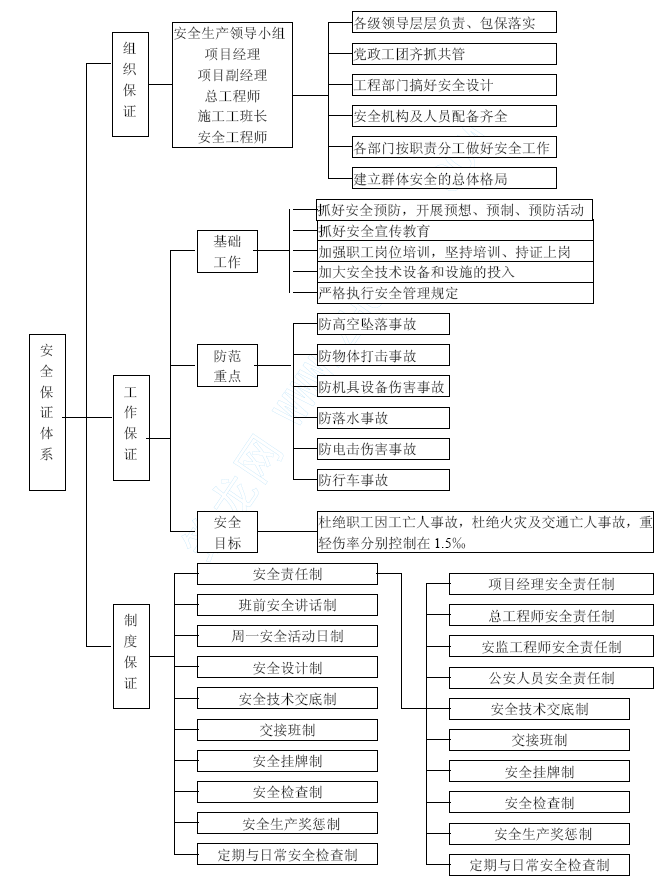 安全保证体系
组织保证
安全生产领导小组
项目经理
项目副经理
总工程师
施工工班长
安全工程师
各级领导层层负责、包保落实
党政工团齐抓共管
工程部门搞好安全设计
安全机构及人员配备齐全
各部门按职责分工做好安全工作
建立群体安全的总体格局
工作保证
基础
工作
抓好安全预防，开展预想、预制、预防活动
抓好安全宣传教育
加强职工岗位培训，坚持培训、持证上岗
加大安全技术设备和设施的投入
严格执行安全管理规定
防范
重点
防高空坠落事故
防物体打击事故
防机具设备伤害事故
防落水事故
防电击伤害事故
防行车事故
安全
目标
杜绝职工因工亡人事故，杜绝火灾及交通亡人事故，重
轻伤率分别控制在 1.5‰
制度保证
安全责任制
班前安全讲话制
周一安全活动日制
安全设计制
安全技术交底制
交接班制
安全挂牌制
安全检查制
安全生产奖惩制
定期与日常安全检查制
项目经理安全责任制
总工程师安全责任制
安监工程师安全责任制
公安人员安全责任制
安全技术交底制
交接班制
安全挂牌制
安全检查制
安全生产奖惩制
定期与日常安全检查制